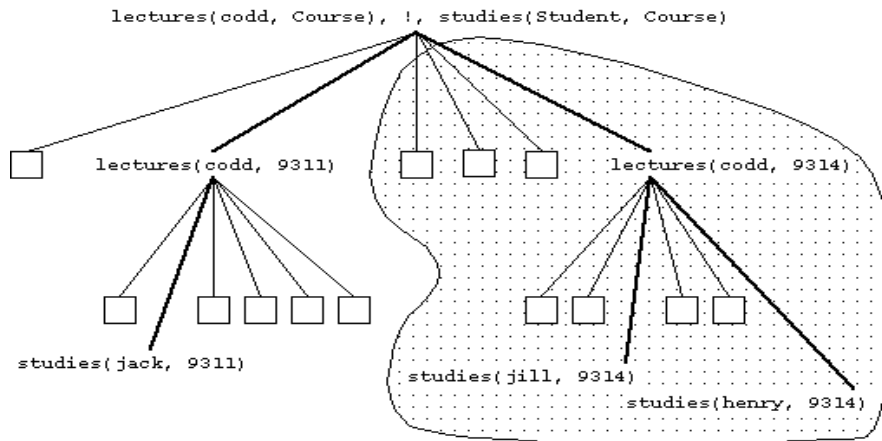 lectures(codd, Course), !, studies(Student, Course)
lectures(codd, 9311)
lectures(codd, 9314)
studies(jack, 9311)
studies(jill, 9314)
studies(henry, 9314)